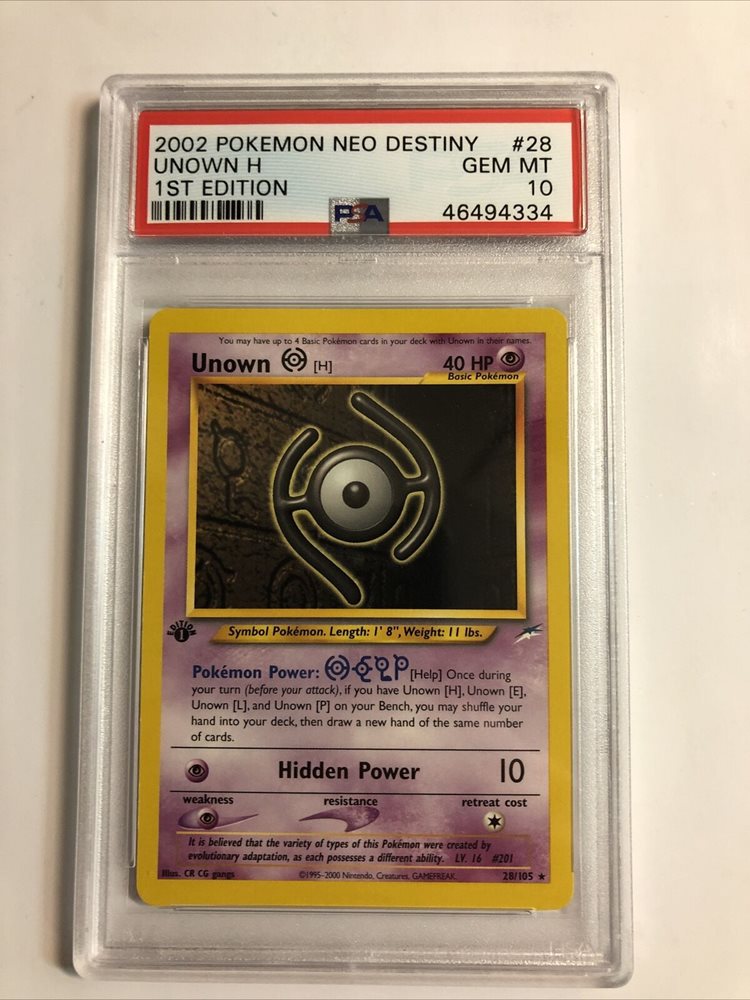 2002 POKEMON NEO DESTINY #28
UNOWN H GEM MT
1ST EDITION 10
PSA 46494334
You may have up to 4 Basic Pokémon cards in your deck with Unown in their names.
Unown [H] 40 HP
Basic Pokémon
EDITION
1
Symbol Pokémon. Length: 1' 8", Weight: 11 lbs.
Pokémon Power: HELP [Help] Once during
your turn (before your attack), if you have Unown [H], Unown [E],
Unown [L], and Unown [P] on your Bench, you may shuffle your
hand into your deck, then draw a new hand of the same number
of cards.
Hidden Power 10
weakness resistance retreat cost
It is believed that the variety of types of this Pokémon were created by
evolutionary adaptation, as each possesses a different ability. LV. 16 #201
Illus. CR CG gangs ©1995-2000 Nintendo, Creatures, GAMEFREAK. 28/105 ★